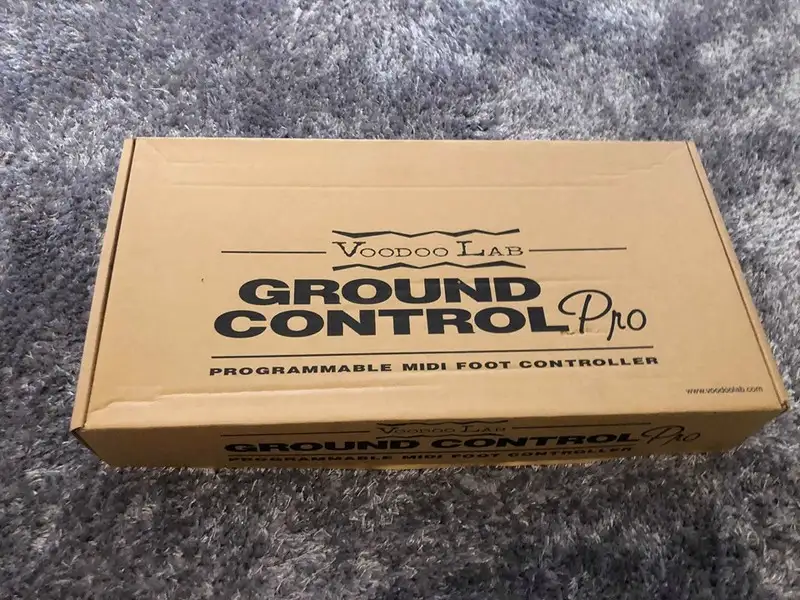 VOODOO LAB
GROUND
CONTROL Pro
PROGRAMMABLE MIDI FOOT CONTROLLER
www.voodoolab.com
VOODOO LAB
GROUND CONTROL Pro
PROGRAMMABLE MIDI FOOT CONTROLLER